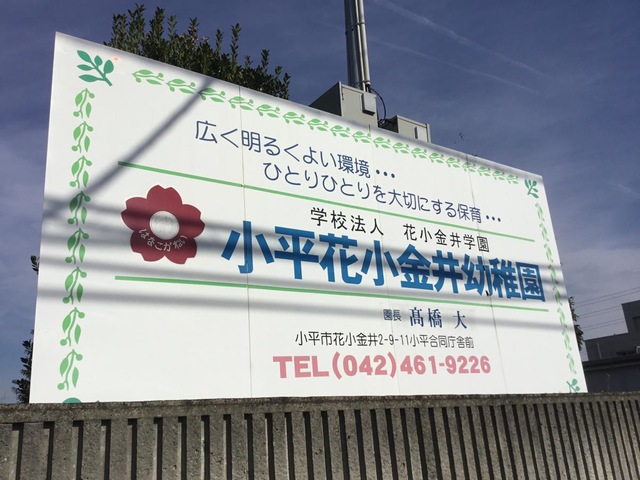 広く明るくよい環境・・・
ひとりひとりを大切にする保育・・・
はなこがねい
学校法人 花小金井学園
小平花小金井幼稚園
園長 髙橋 大
小平市花小金井2-9-11小平合同庁舎前
TEL(042)461-9226